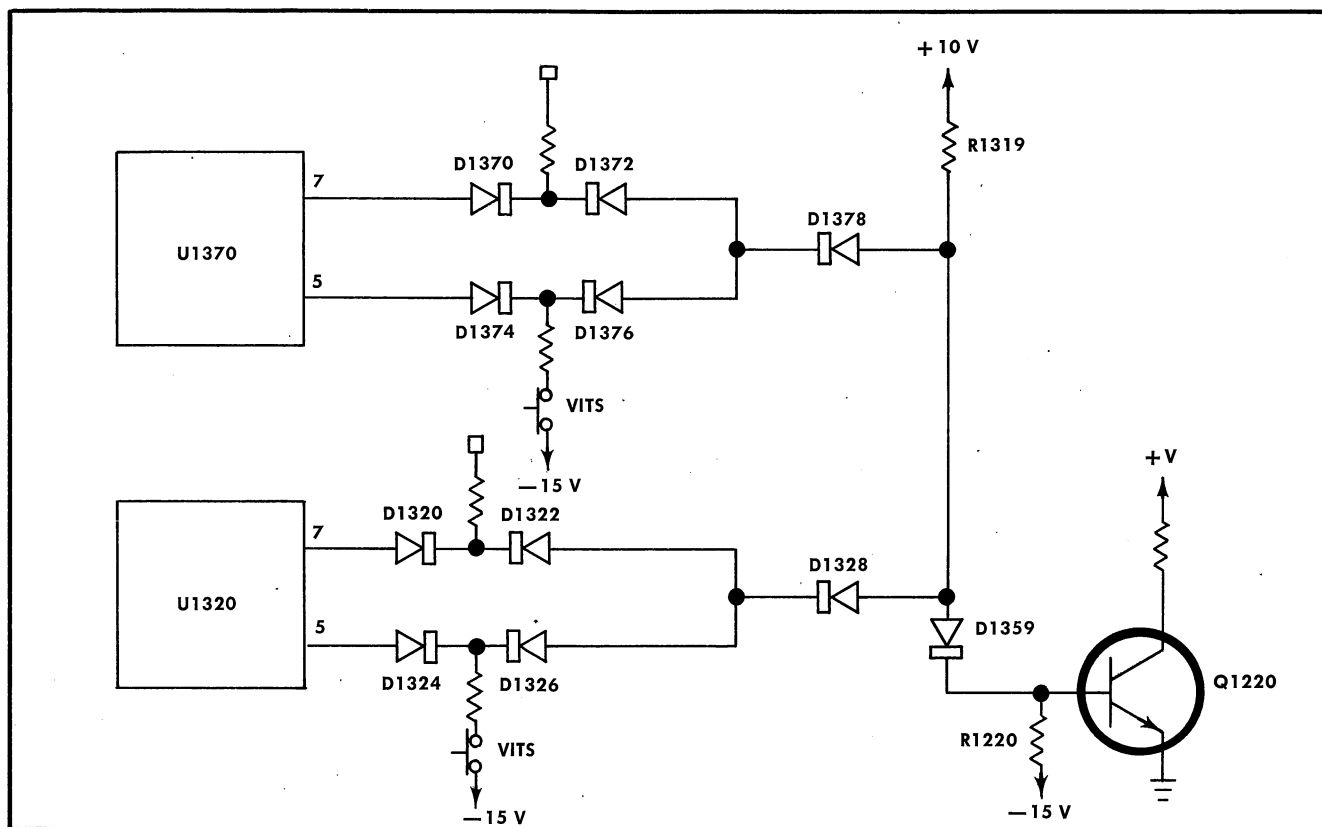 + 10 V
R1319
D1370
D1372
7
D1378
U1370
5
D1374
D1376
VITS
— 15 V
+V
D1320
D1322
7
D1328
U1320
D1359
5
D1324
D1326
Q1220
R1220
VITS
— 15 V
— 15 V